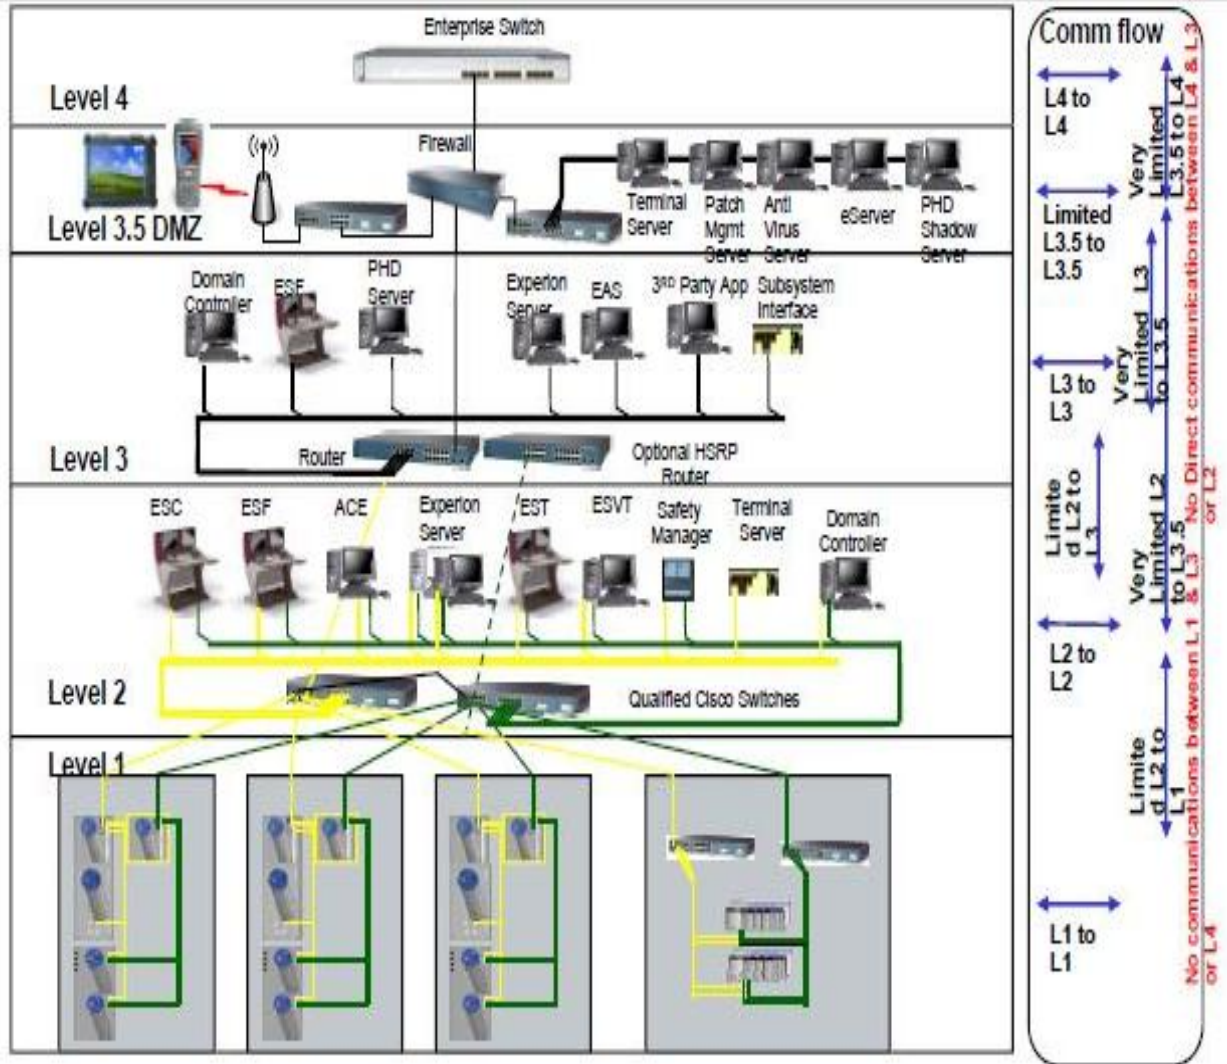 Enterprise Switch
Level 4
Firewall
Level 3.5 DMZ
Terminal
Server
Patch
Mgmt
Server
Anti
Virus
Server
eServer
PHD
Shadow
Server
Domain
Controller
ESF
PHD
Server
Experion
Server
EAS
3RD Party App
Subsystem
Interface
Level 3
Router
Optional HSRP
Router
ESC
ESF
ACE
Experion
Server
EST
ESVT
Safety
Manager
Terminal
Server
Domain
Controller
Level 2
Qualified Cisco Switches
Level 1
Comm flow
L4 to
L4
Very
Limited
L3.5 to L4
Limited
L3.5 to
L3.5
Very
Limited L3
to L3.5
L3 to
L3
Limite
d L2 to
L3
Very
Limited L2
to L3.5
L2 to
L2
Limite
d L2 to
L1
L1 to
L1
No Direct communications between L4 & L3
or L2
No communications between L1 & L3
or L4